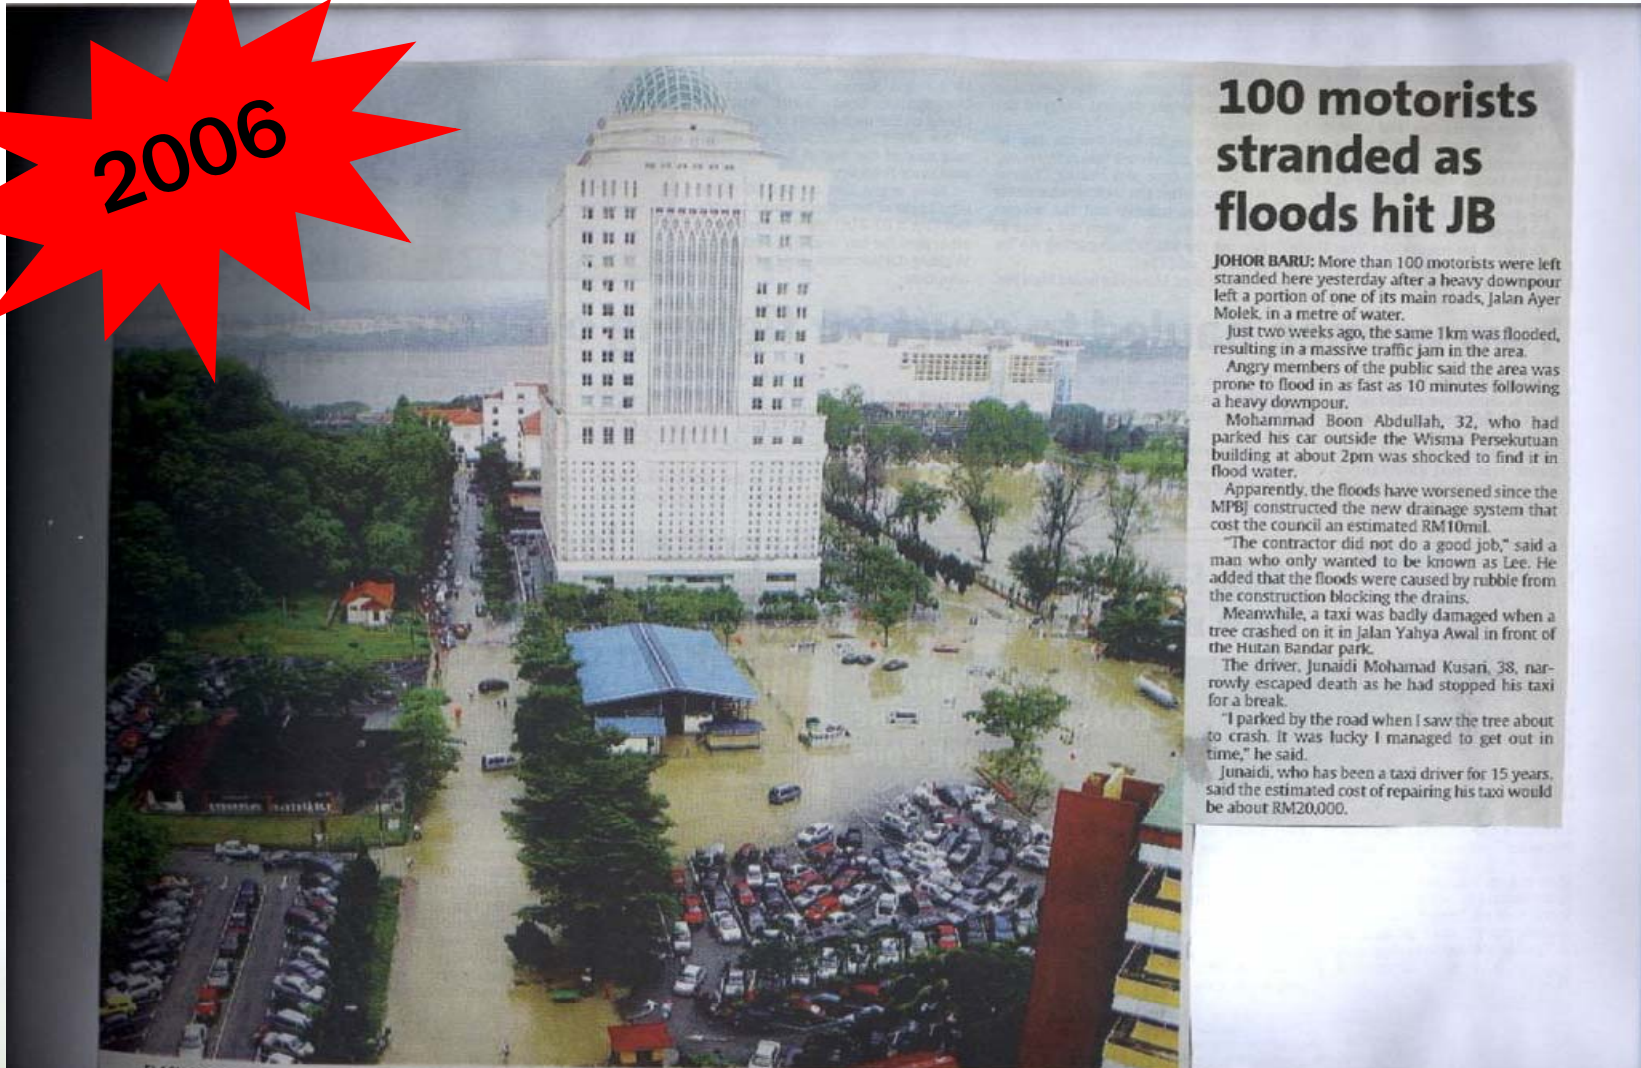 2006
100 motorists
stranded as
floods hit JB
JOHOR BARU: More than 100 motorists were left
stranded here yesterday after a heavy downpour
left a portion of one of its main roads, Jalan Ayer
Molek, in a metre of water.
Just two weeks ago, the same 1km was flooded,
resulting in a massive traffic jam in the area.
Angry members of the public said the area was
prone to flood in as fast as 10 minutes following
a heavy downpour.
Mohammad Boon Abdullah, 32, who had
parked his car outside the Wisma Persekutuan
building at about 2pm was shocked to find it in
flood water.
Apparently, the floods have worsened since the
MPBJ constructed the new drainage system that
cost the council an estimated RM10mil.
"The contractor did not do a good job," said a
man who only wanted to be known as Lee. He
added that the floods were caused by rubble from
the construction blocking the drains.
Meanwhile, a taxi was badly damaged when a
tree crashed on it in Jalan Yahya Awal in front of
the Hutan Bandar park.
The driver, Junaidi Mohamad Kusari, 38, nar-
rowly escaped death as he had stopped his taxi
for a break.
"I parked by the road when I saw the tree about
to crash. It was lucky I managed to get out in
time," he said.
Junaidi, who has been a taxi driver for 15 years,
said the estimated cost of repairing his taxi would
be about RM20,000.